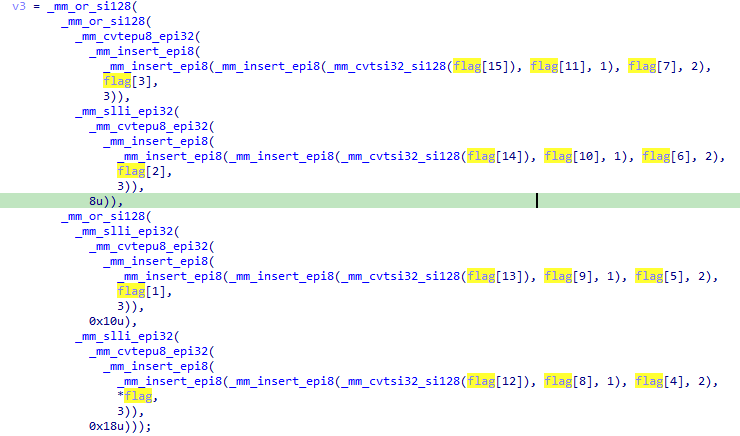 v3 = _mm_or_si128(
_mm_or_si128(
_mm_cvtepu8_epi32(
_mm_insert_epi8(
_mm_insert_epi8(_mm_insert_epi8(_mm_cvtsi32_si128(flag[15]), flag[11], 1), flag[7], 2),
flag[3],
3)),
_mm_slli_epi32(
_mm_cvtepu8_epi32(
_mm_insert_epi8(
_mm_insert_epi8(_mm_insert_epi8(_mm_cvtsi32_si128(flag[14]), flag[10], 1), flag[6], 2),
flag[2],
3)),
8u)),
_mm_or_si128(
_mm_slli_epi32(
_mm_cvtepu8_epi32(
_mm_insert_epi8(
_mm_insert_epi8(_mm_insert_epi8(_mm_cvtsi32_si128(flag[13]), flag[9], 1), flag[5], 2),
flag[1],
3)),
0x10u),
_mm_slli_epi32(
_mm_cvtepu8_epi32(
_mm_insert_epi8(
_mm_insert_epi8(_mm_insert_epi8(_mm_cvtsi32_si128(flag[12]), flag[8], 1), flag[4], 2),
*flag,
3)),
0x18u)));